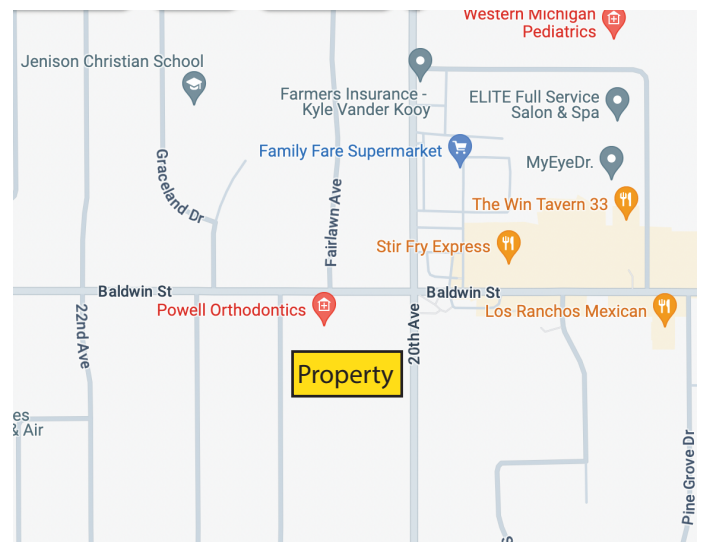 Western Michigan
Pediatrics
Jenison Christian School
Farmers Insurance -
Kyle Vander Kooy
ELITE Full Service
Salon & Spa
Family Fare Supermarket
MyEyeDr.
Graceland Dr
Fairlawn Ave
The Win Tavern 33
Stir Fry Express
Baldwin St
Baldwin St
Powell Orthodontics
Los Ranchos Mexican
22nd Ave
20th Ave
Property
& Air
Pine Grove Dr